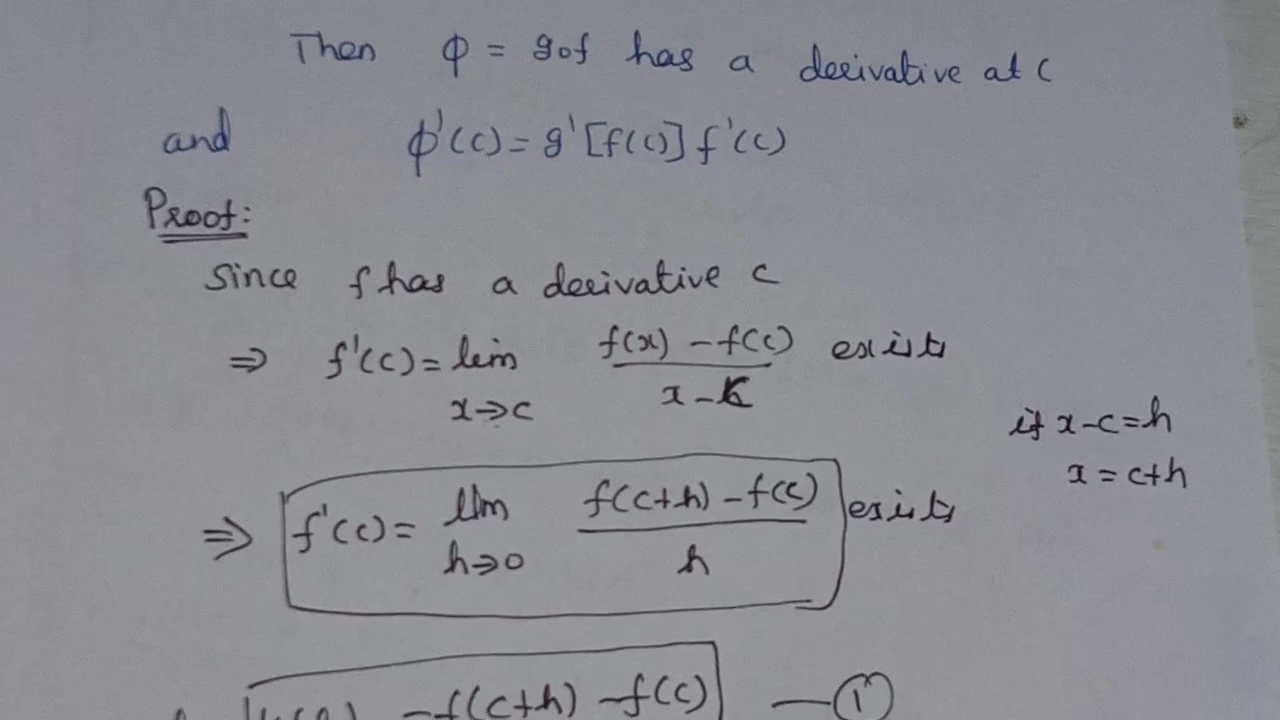 Then φ = gof has a derivative at c
and φ'(c) = g'[f(c)] f'(c)
Proof:
Since f has a derivative c
⇒ f'(c) = lim x→c f(x) - f(c) / x - c exists
if x-c=h
x = c+h
⇒ f'(c) = lim h→0 f(c+h) - f(c) / h exists
f(c+h) - f(c) — ①